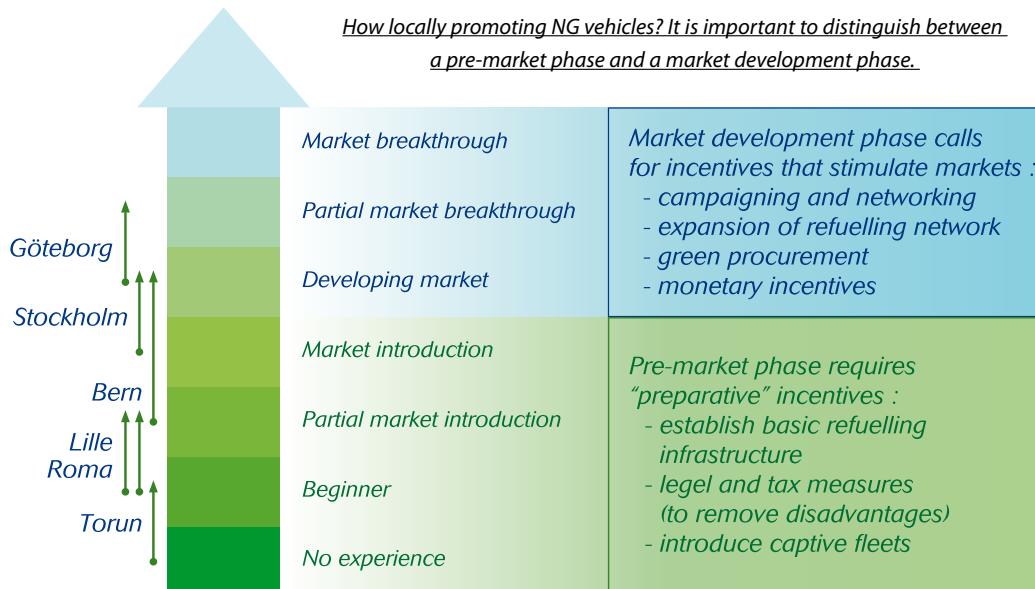 How locally promoting NG vehicles? It is important to distinguish between
a pre-market phase and a market development phase.
Market breakthrough
Partial market breakthrough
Developing market
Market introduction
Partial market introduction
Beginner
No experience
Market development phase calls
for incentives that stimulate markets :
- campaigning and networking
- expansion of refuelling network
- green procurement
- monetary incentives
Pre-market phase requires
“preparative” incentives :
- establish basic refuelling
infrastructure
- legel and tax measures
(to remove disadvantages)
- introduce captive fleets
Göteborg
Stockholm
Bern
Lille
Roma
Torun